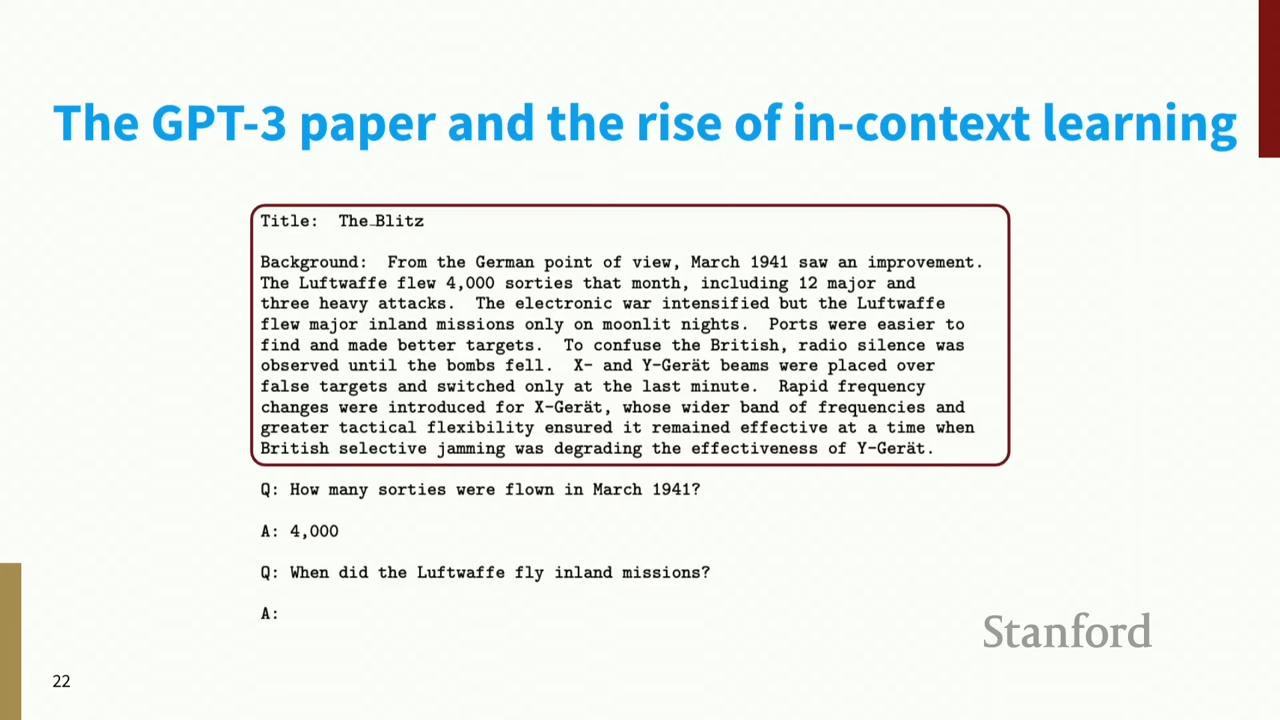 The GPT-3 paper and the rise of in-context learning
Title: The_Blitz
Background: From the German point of view, March 1941 saw an improvement.
The Luftwaffe flew 4,000 sorties that month, including 12 major and
three heavy attacks. The electronic war intensified but the Luftwaffe
flew major inland missions only on moonlit nights. Ports were easier to
find and made better targets. To confuse the British, radio silence was
observed until the bombs fell. X- and Y-Gerät beams were placed over
false targets and switched only at the last minute. Rapid frequency
changes were introduced for X-Gerät, whose wider band of frequencies and
greater tactical flexibility ensured it remained effective at a time when
British selective jamming was degrading the effectiveness of Y-Gerät.
Q: How many sorties were flown in March 1941?
A: 4,000
Q: When did the Luftwaffe fly inland missions?
A:
Stanford
22